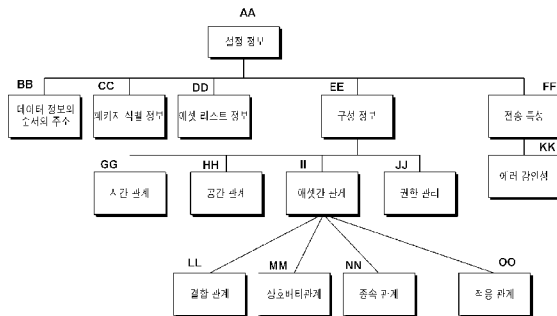 AA
설정 정보
BB
CC
DD
EE
FF
데이터 정보의
순서와 주소
패키지 식별 정보
애셋 리스트 정보
구성 정보
전송 특성
GG
HH
II
JJ
KK
시간 관계
공간 관계
애셋간 관계
권한 관리
에러 강인성
LL
MM
NN
OO
결합 관계
상호배타관계
종속 관계
적응 관계